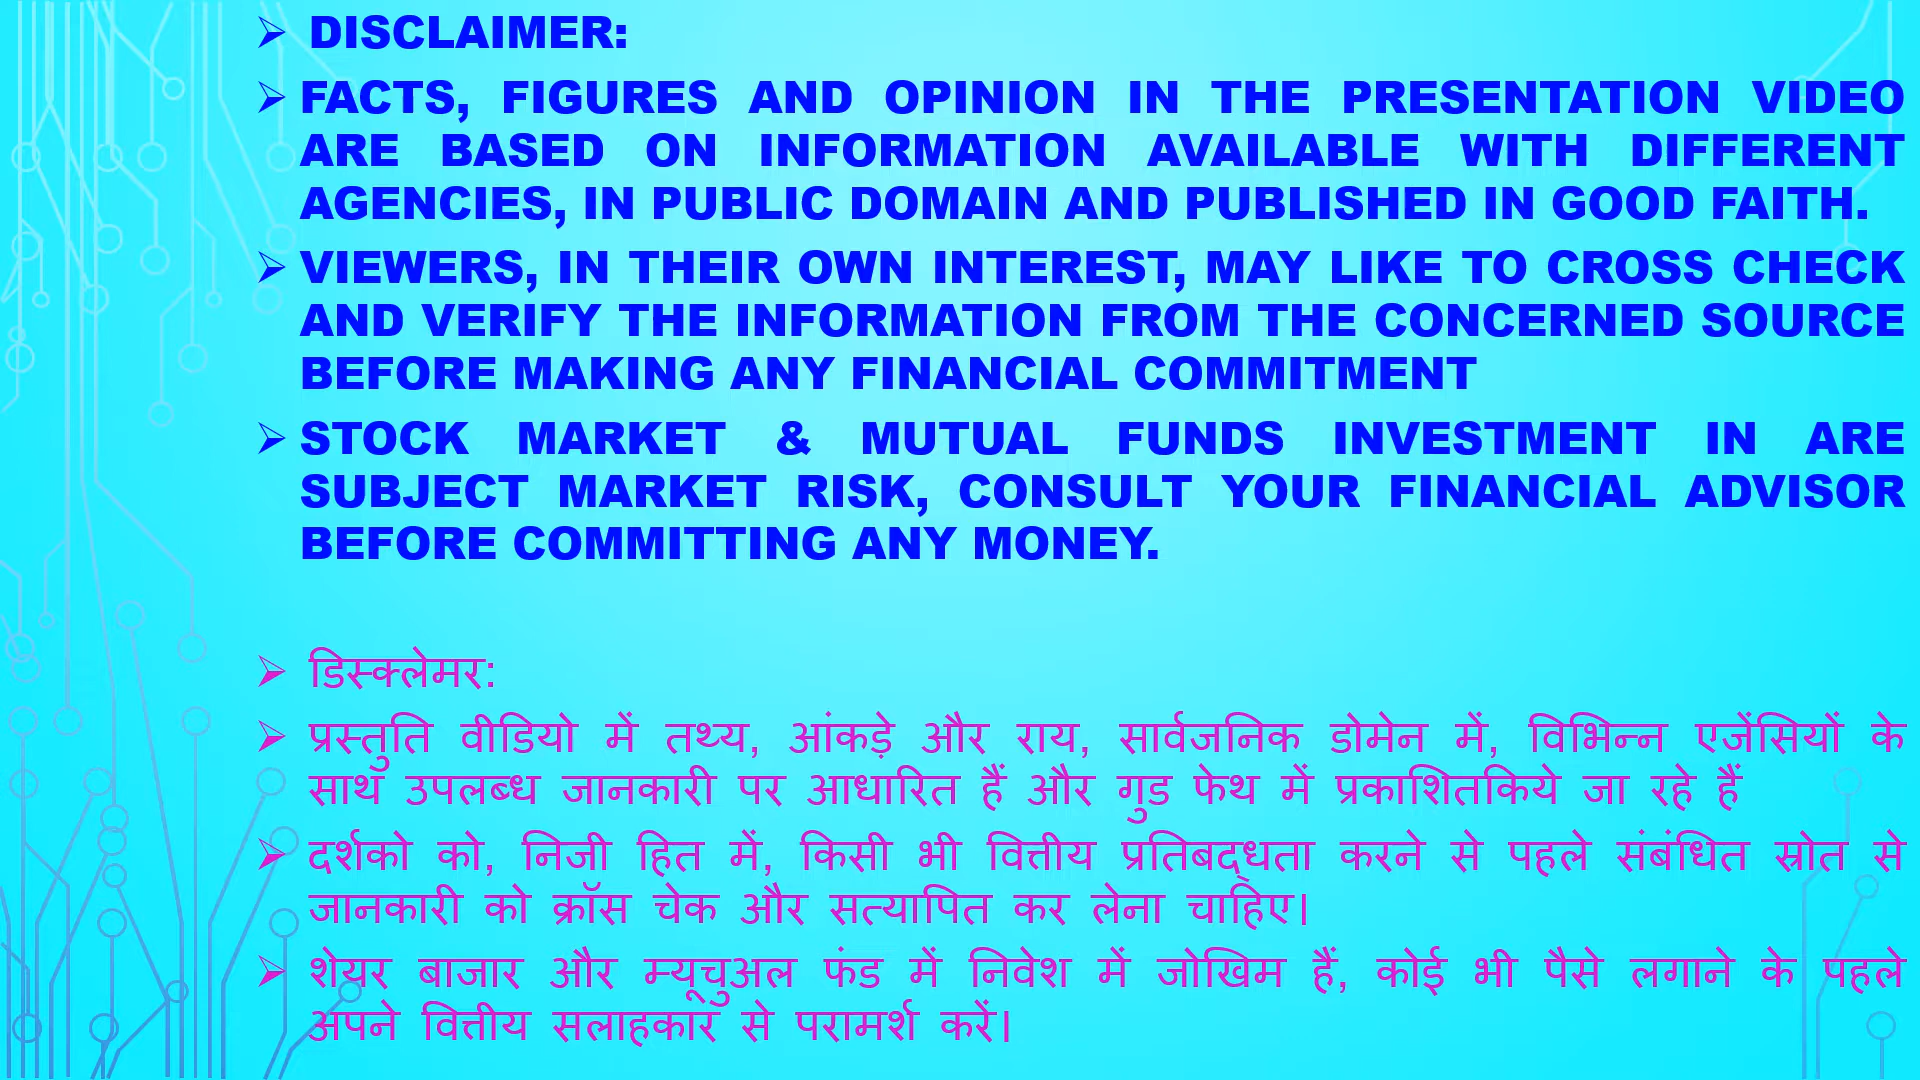 ➢ DISCLAIMER:
➢ FACTS, FIGURES AND OPINION IN THE PRESENTATION VIDEO
ARE BASED ON INFORMATION AVAILABLE WITH DIFFERENT
AGENCIES, IN PUBLIC DOMAIN AND PUBLISHED IN GOOD FAITH.
➢ VIEWERS, IN THEIR OWN INTEREST, MAY LIKE TO CROSS CHECK
AND VERIFY THE INFORMATION FROM THE CONCERNED SOURCE
BEFORE MAKING ANY FINANCIAL COMMITMENT
➢ STOCK MARKET & MUTUAL FUNDS INVESTMENT IN ARE
SUBJECT MARKET RISK, CONSULT YOUR FINANCIAL ADVISOR
BEFORE COMMITTING ANY MONEY.
➢ डिस्क्लेमर:
➢ प्रस्तुति वीडियो में तथ्य, आंकड़े और राय, सार्वजनिक डोमेन में, विभिन्न एजेंसियों के
साथ उपलब्ध जानकारी पर आधारित हैं और गुड फेथ में प्रकाशितकिये जा रहे हैं
➢ दर्शको को, निजी हित में, किसी भी वित्तीय प्रतिबद्धता करने से पहले संबंधित स्रोत से
जानकारी को क्रॉस चेक और सत्यापित कर लेना चाहिए।
➢ शेयर बाजार और म्यूचुअल फंड में निवेश में जोखिम हैं, कोई भी पैसे लगाने के पहले
अपने वित्तीय सलाहकार से परामर्श करें।